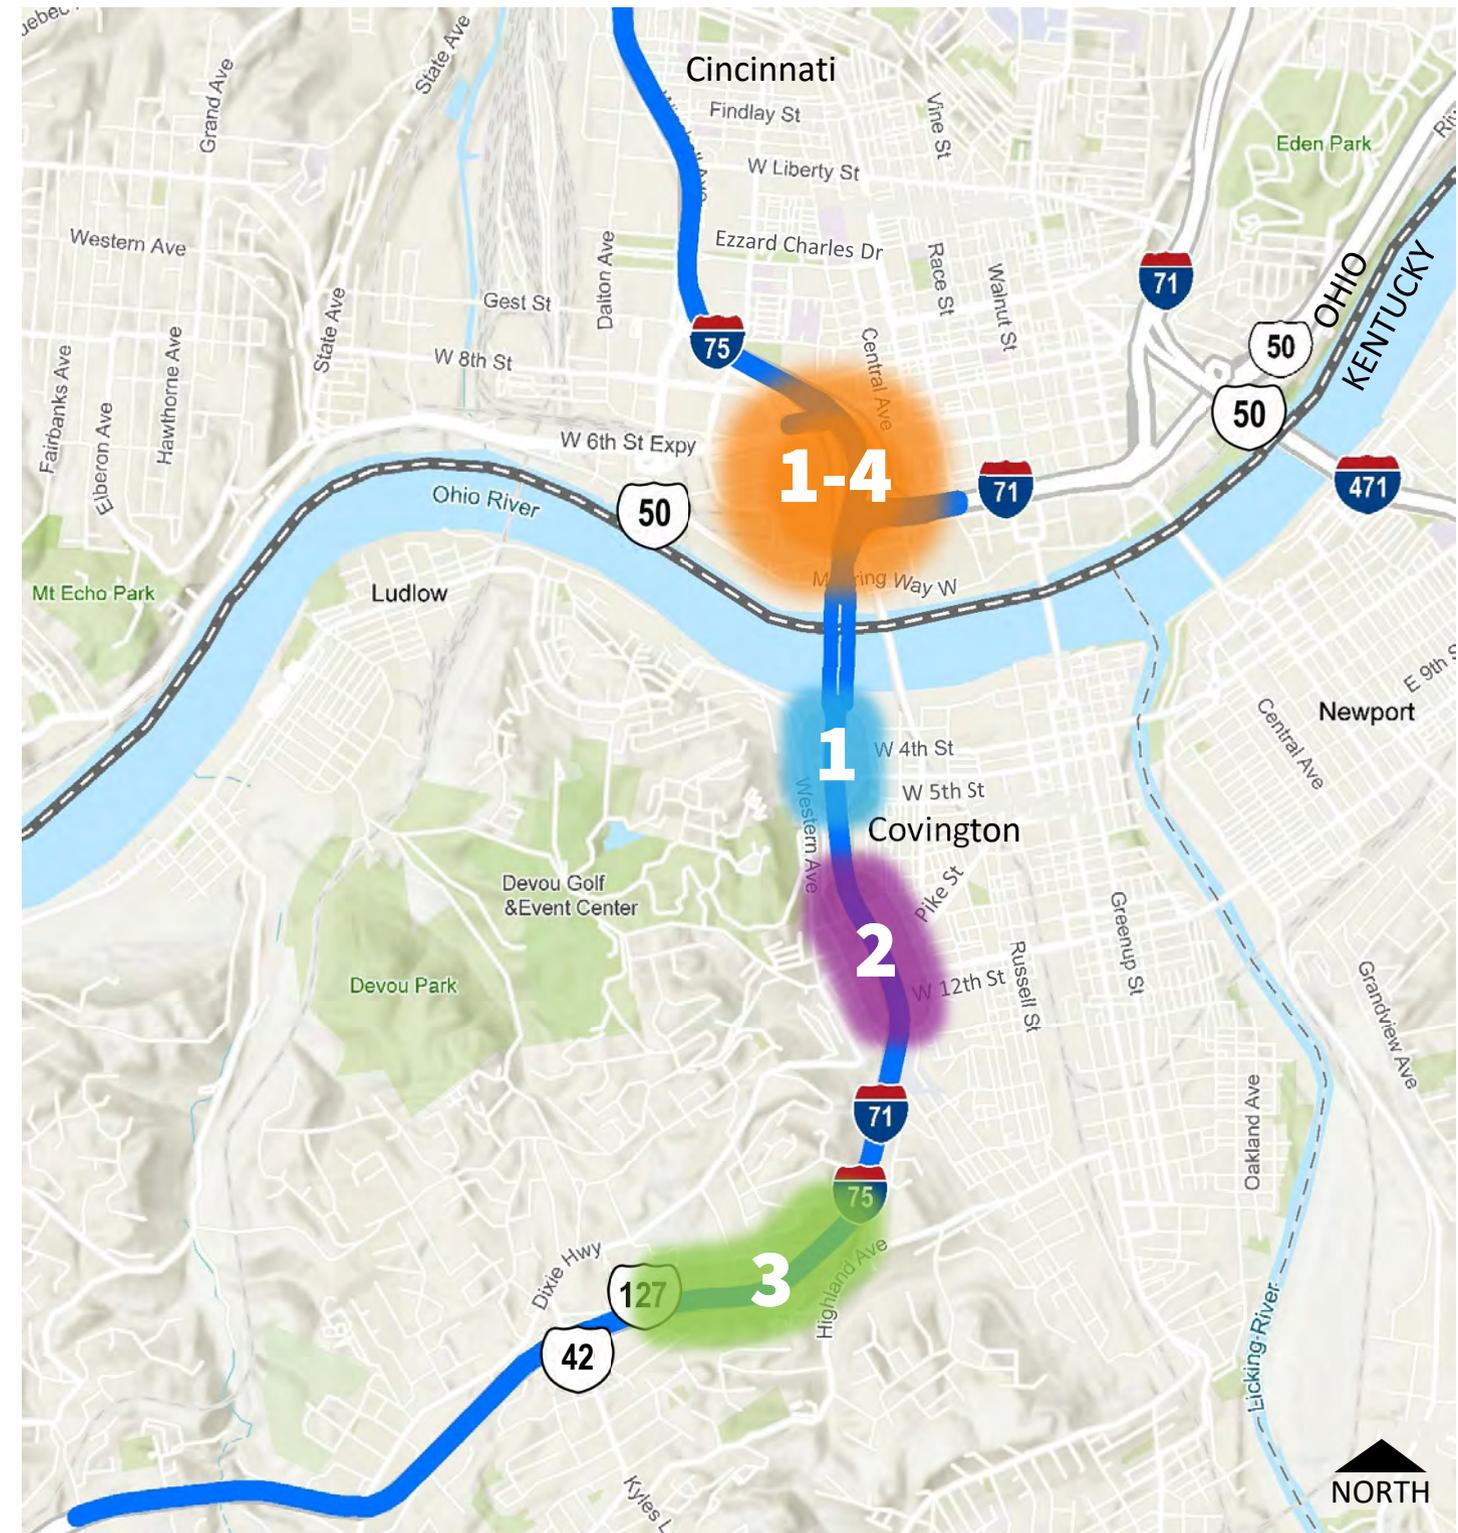 State Ave
Cincinnati
Grand Ave
Findlay St
Vine St
Eden Park
W Liberty St
Western Ave
Ezzard Charles Dr
Dalton Ave
Race St
Walnut St
71
OHIO
KENTUCKY
Gest St
State Ave
75
50
W 8th St
Central Ave
Fairbanks Ave
Elberon Ave
Hawthorne Ave
50
W 6th St Expy
1-4
71
471
Ohio River
50
Mt Echo Park
Ludlow
Way W
E 9th S
Newport
Central Ave
1
W 4th St
W 5th St
Western Ave
Covington
Devou Golf
&Event Center
Pike St
2
Greenup St
Russell St
W 12th St
Devou Park
Grandview Ave
71
Oakland Ave
75
Dixie Hwy
127
3
Highland Ave
42
Licking River
Kyles L
NORTH